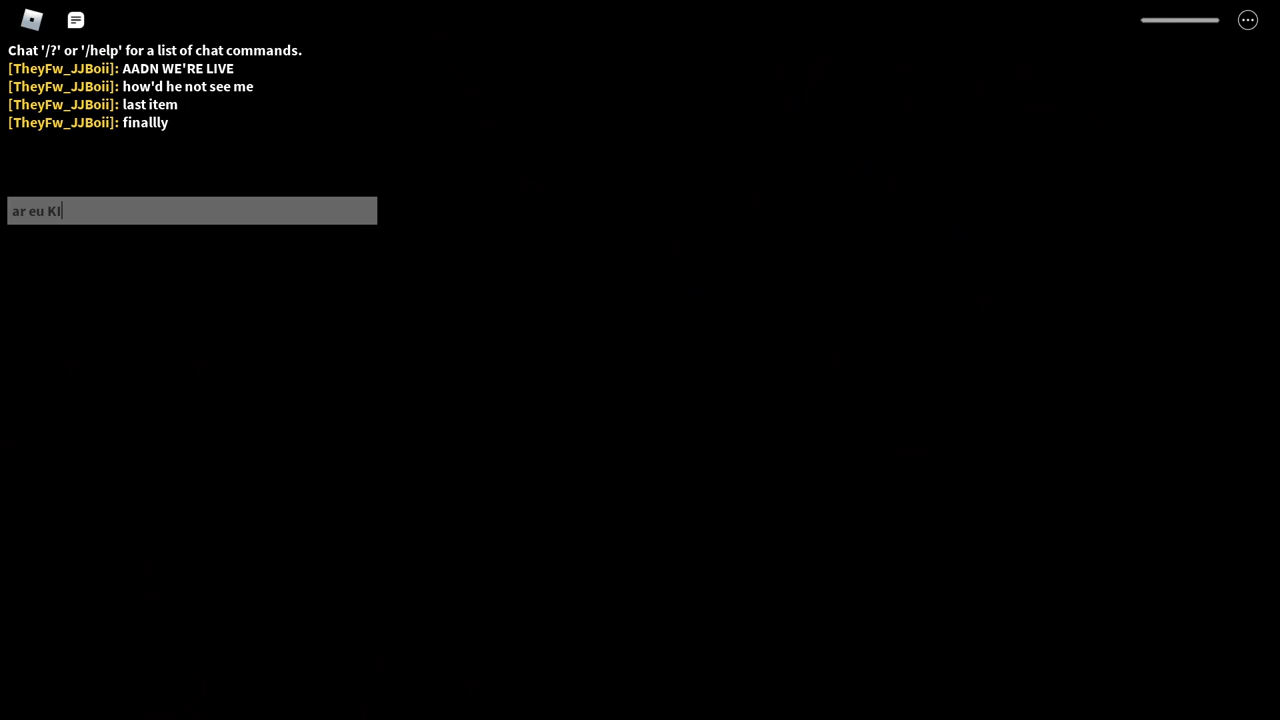 Chat '/?' or '/help' for a list of chat commands.
[TheyFw_JJBoii]: AADN WE'RE LIVE
[TheyFw_JJBoii]: how'd he not see me
[TheyFw_JJBoii]: last item
[TheyFw_JJBoii]: finallly
ar eu KI